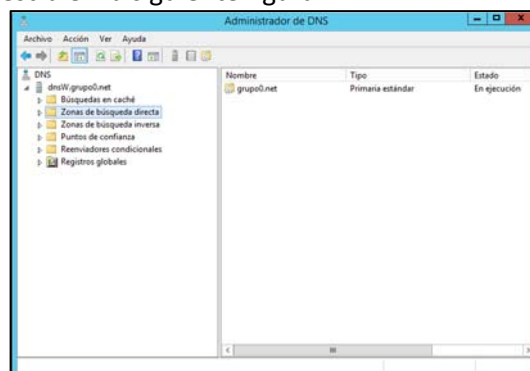 Administrador de DNS
Archivo Acción Ver Ayuda
DNS
dnsW.grupo0.net
Búsquedas en caché
Zonas de búsqueda directa
Zonas de búsqueda inversa
Puntos de confianza
Reenviadores condicionales
Registros globales
Nombre Tipo Estado
grupo0.net Primaria estándar En ejecución